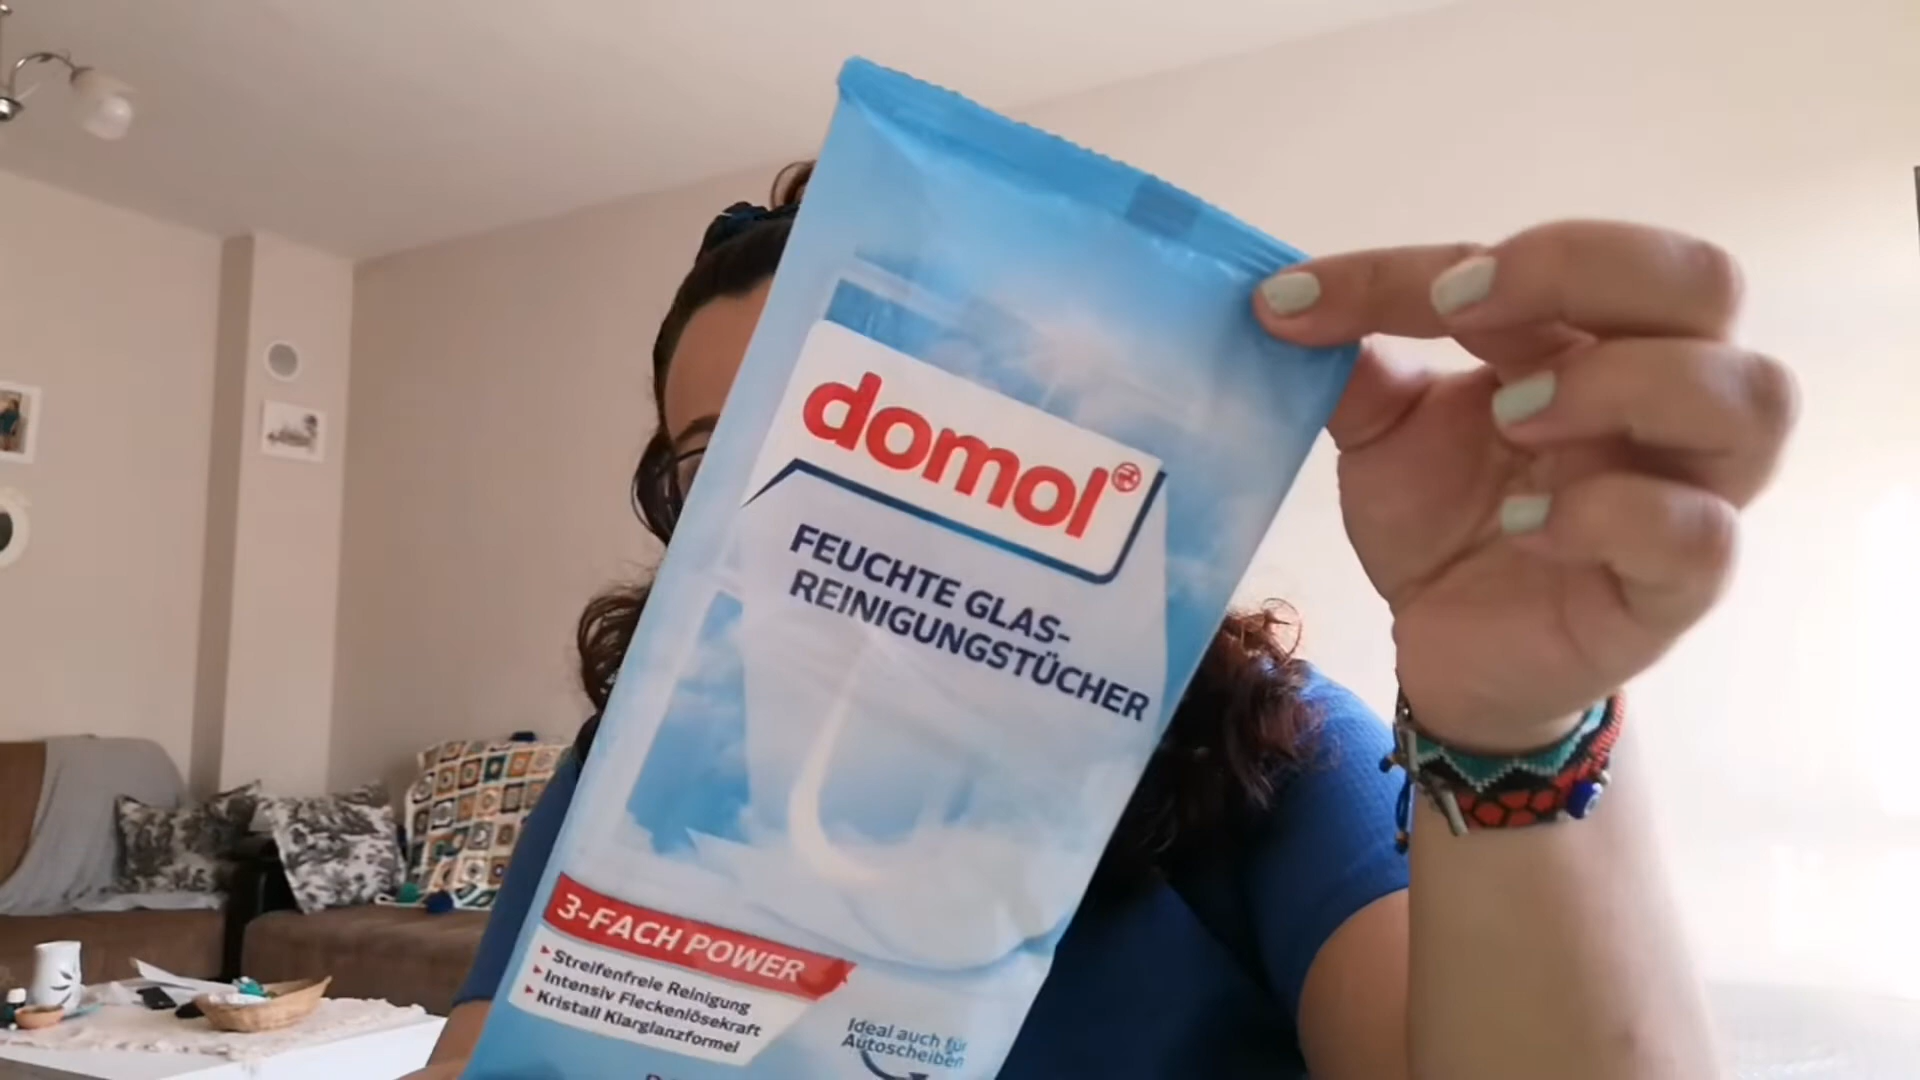 domol
FEUCHTE GLAS-
REINIGUNGSTÜCHER
3-FACH POWER
Streifenfreie Reinigung
Intensiv Fleckenlösekraft
Kristall Klarglanzformel
Ideal auch für
Autoscheiben